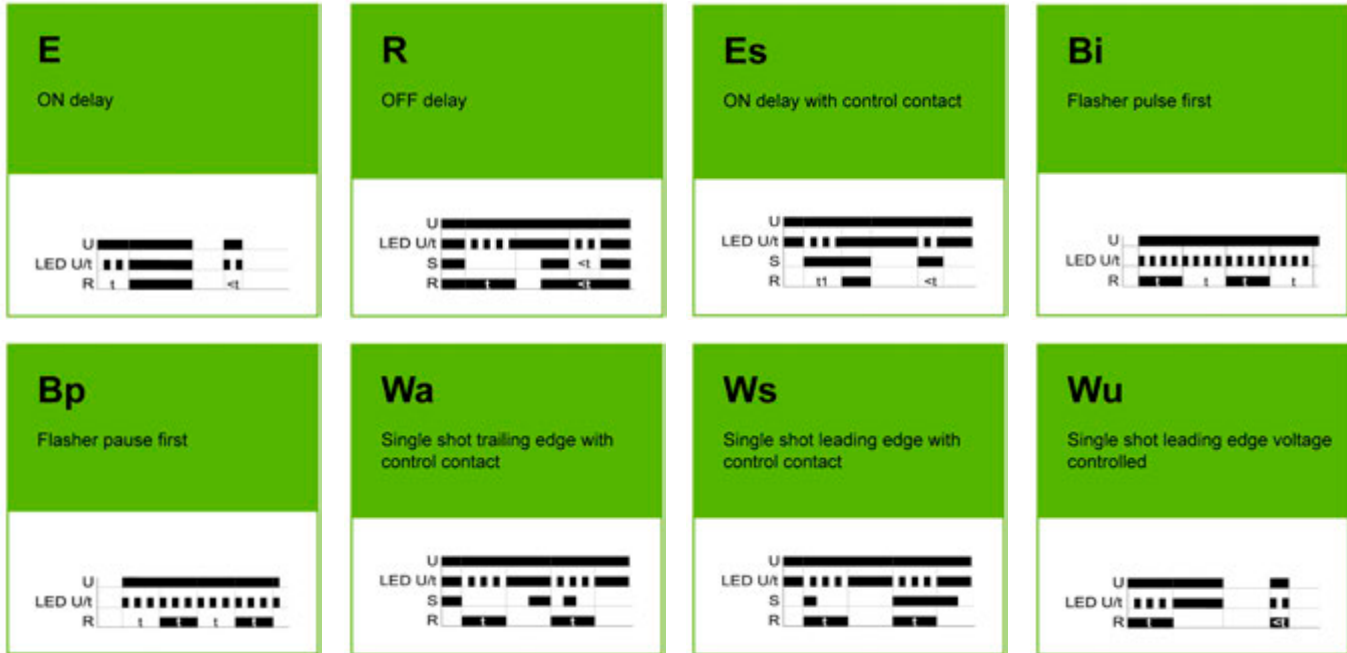 E
ON delay
U
LED U/t
R
t
<t
R
OFF delay
U
LED U/t
S
<t
R
t
<t
Es
ON delay with control contact
U
LED U/t
S
R
t1
<t
Bi
Flasher pulse first
U
LED U/t
R
t
t
t
t
Bp
Flasher pause first
U
LED U/t
R
t
t
t
t
Wa
Single shot trailing edge with
control contact
U
LED U/t
S
R
t
t
Ws
Single shot leading edge with
control contact
U
LED U/t
S
R
t
t
Wu
Single shot leading edge voltage
controlled
U
LED U/t
R
t
<t